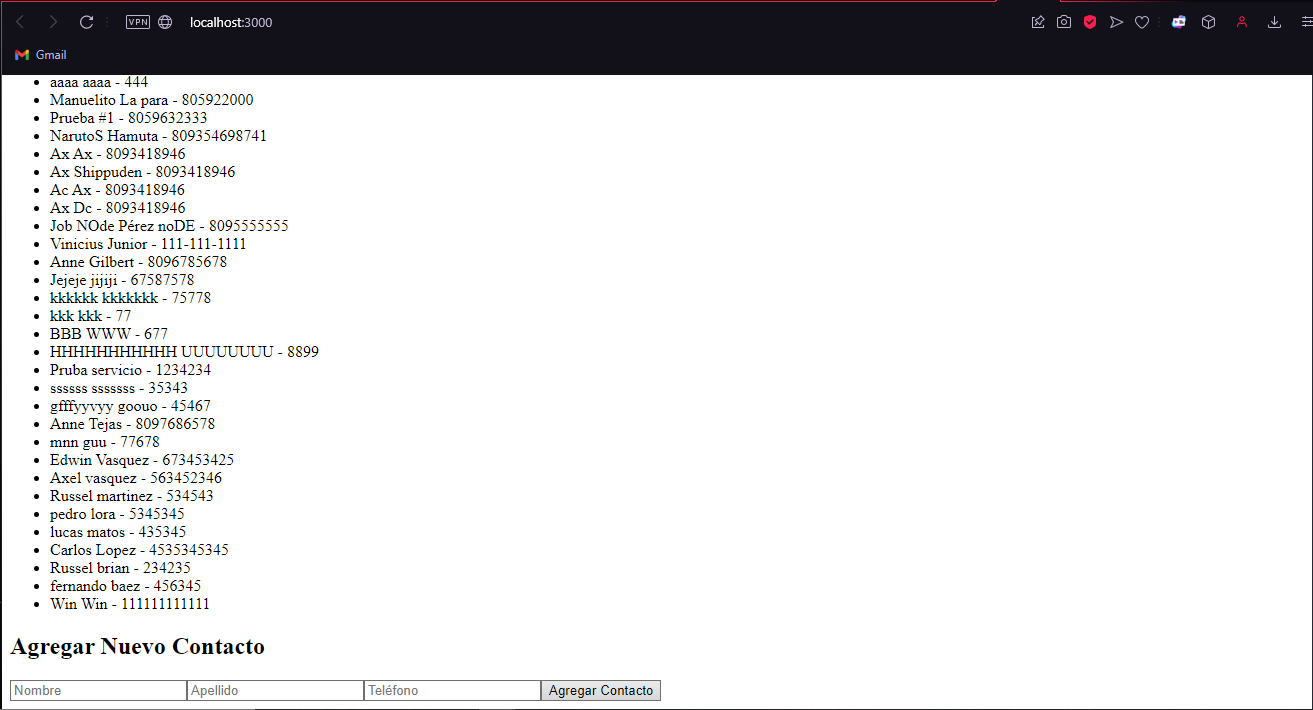 VPN localhost:3000
Gmail
aaaa aaaa - 444
Manuelito La para - 805922000
Prueba #1 - 8059632333
NarutoS Hamuta - 809354698741
Ax Ax - 8093418946
Ax Shippuden - 8093418946
Ac Ax - 8093418946
Ax Dc - 8093418946
Job NOde Pérez noDE - 8095555555
Vinicius Junior - 111-111-1111
Anne Gilbert - 8096785678
Jejeje jijiji - 67587578
kkkkkk kkkkkkk - 75778
kkk kkk - 77
BBB WWW - 677
HHHHHHHHHHH UUUUUUUU - 8899
Pruba servicio - 1234234
ssssss sssssss - 35343
gfffyyvyy goouo - 45467
Anne Tejas - 8097686578
mnn guu - 77678
Edwin Vasquez - 673453425
Axel vasquez - 563452346
Russel martinez - 534543
pedro lora - 5345345
lucas matos - 435345
Carlos Lopez - 4535345345
Russel brian - 234235
fernando baez - 456345
Win Win - 111111111111
Agregar Nuevo Contacto
Nombre Apellido Teléfono Agregar Contacto